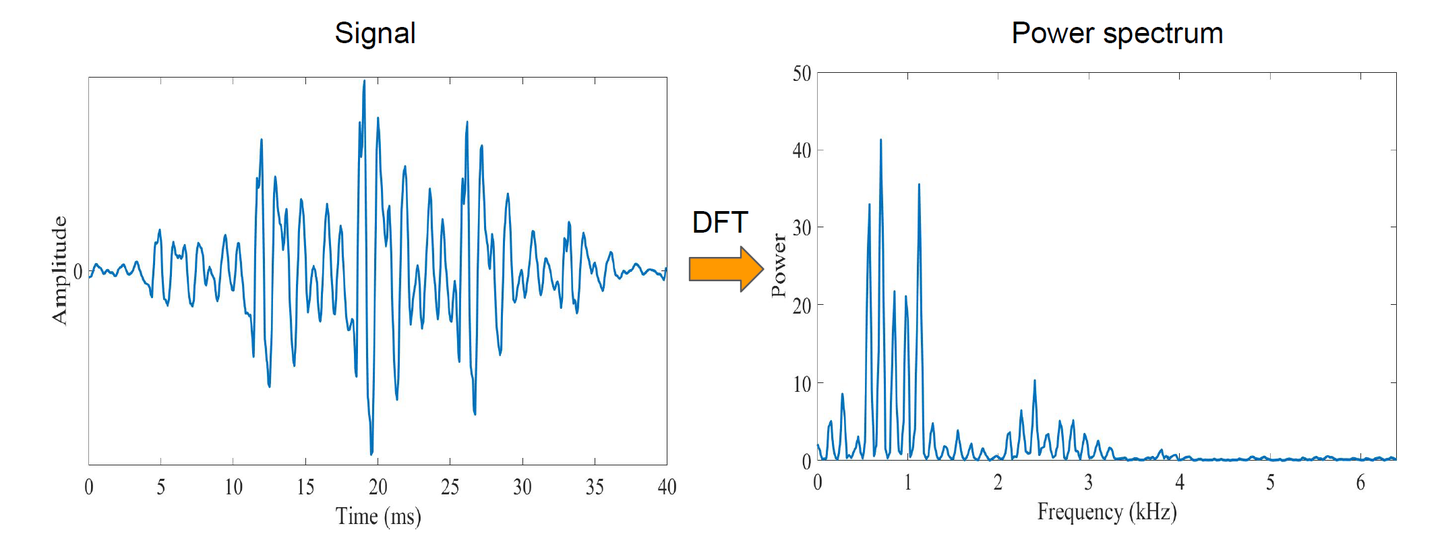 Signal
Amplitude
0
0 5 10 15 20 25 30 35 40
Time (ms)
DFT
Power spectrum
Power
50
40
30
20
10
0
0 1 2 3 4 5 6
Frequency (kHz)